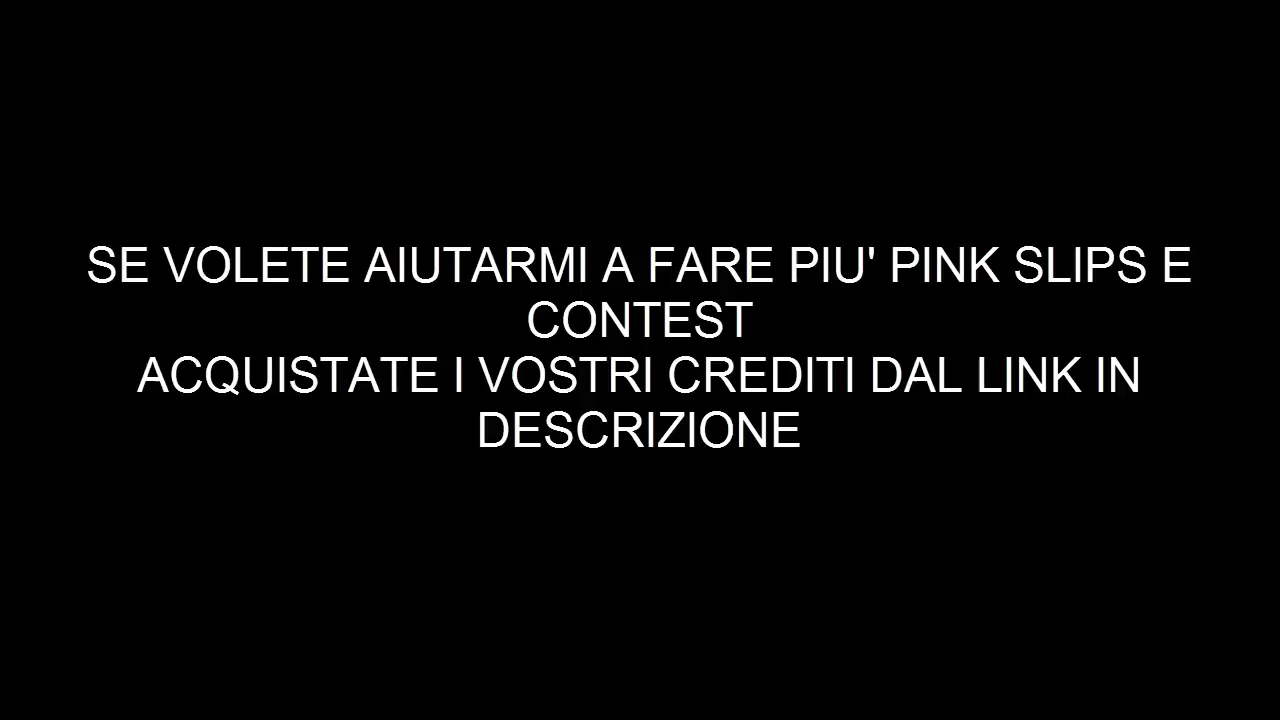 SE VOLETE AIUTARMI A FARE PIU' PINK SLIPS E
CONTEST
ACQUISTATE I VOSTRI CREDITI DAL LINK IN
DESCRIZIONE